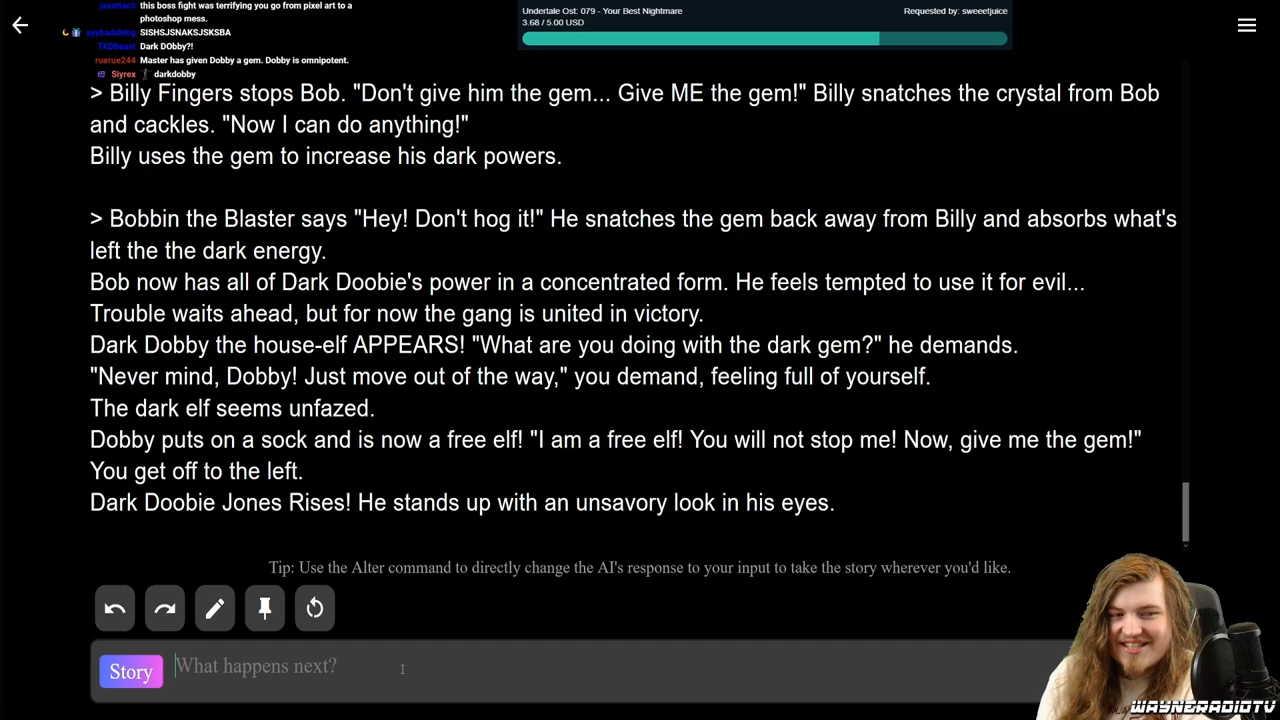 jaxattach this boss fight was terrifying you go from pixel art to a
photoshop mess.
ayybadabing SISHSJSNAKSJSKSBA
TKDbeast Dark DObby?!
ruerue244 Master has given Dobby a gem. Dobby is omnipotent.
Siyrex darkdobby
Undertale Ost: 079 - Your Best Nightmare Requested by: sweeetjuice
3.68 / 5.00 USD
> Billy Fingers stops Bob. "Don't give him the gem... Give ME the gem!" Billy snatches the crystal from Bob
and cackles. "Now I can do anything!"
Billy uses the gem to increase his dark powers.
> Bobbin the Blaster says "Hey! Don't hog it!" He snatches the gem back away from Billy and absorbs what's
left the the dark energy.
Bob now has all of Dark Doobie's power in a concentrated form. He feels tempted to use it for evil...
Trouble waits ahead, but for now the gang is united in victory.
Dark Dobby the house-elf APPEARS! "What are you doing with the dark gem?" he demands.
"Never mind, Dobby! Just move out of the way," you demand, feeling full of yourself.
The dark elf seems unfazed.
Dobby puts on a sock and is now a free elf! "I am a free elf! You will not stop me! Now, give me the gem!"
You get off to the left.
Dark Doobie Jones Rises! He stands up with an unsavory look in his eyes.
Tip: Use the Alter command to directly change the AI's response to your input to take the story wherever you'd like.
Story What happens next?
WAYNERADIOTV